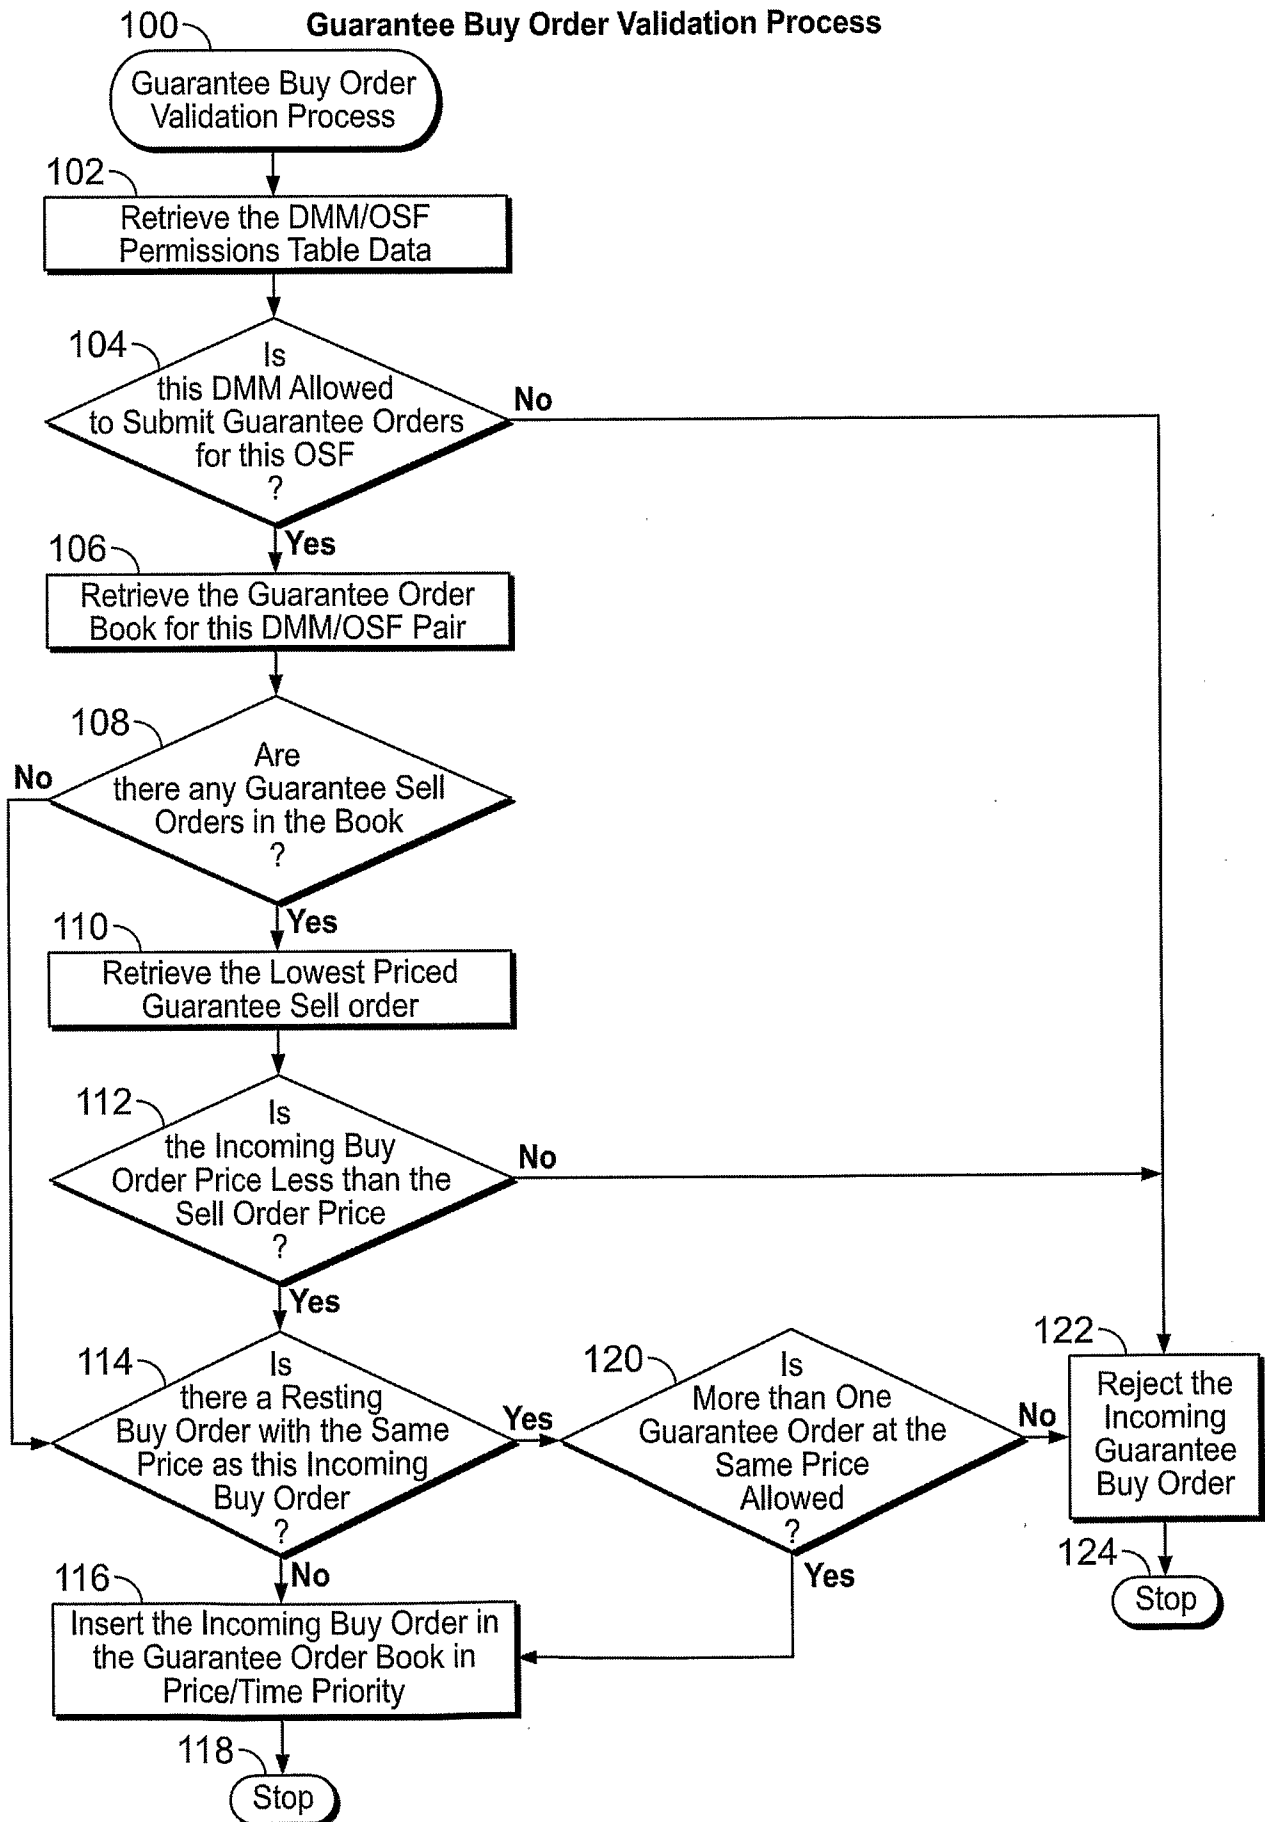 Guarantee Buy Order Validation Process
100
Guarantee Buy Order
Validation Process
102
Retrieve the DMM/OSF
Permissions Table Data
104
Is
this DMM Allowed
to Submit Guarantee Orders
for this OSF
?
No
Yes
106
Retrieve the Guarantee Order
Book for this DMM/OSF Pair
108
Are
there any Guarantee Sell
Orders in the Book
?
No
Yes
110
Retrieve the Lowest Priced
Guarantee Sell order
112
Is
the Incoming Buy
Order Price Less than the
Sell Order Price
?
No
Yes
114
Is
there a Resting
Buy Order with the Same
Price as this Incoming
Buy Order
?
Yes
No
120
Is
More than One
Guarantee Order at the
Same Price
Allowed
?
No
Yes
122
Reject the
Incoming
Guarantee
Buy Order
124
Stop
116
Insert the Incoming Buy Order in
the Guarantee Order Book in
Price/Time Priority
118
Stop